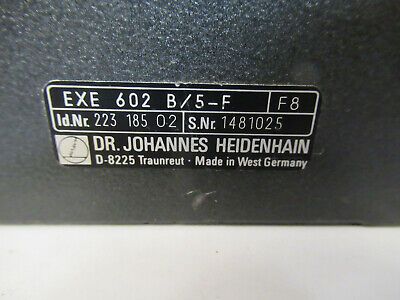 EXE 602 B/5-F F8
Id.Nr. 223 185 02 S.Nr. 1481025
DR. JOHANNES HEIDENHAIN
D-8225 Traunreut · Made in West Germany